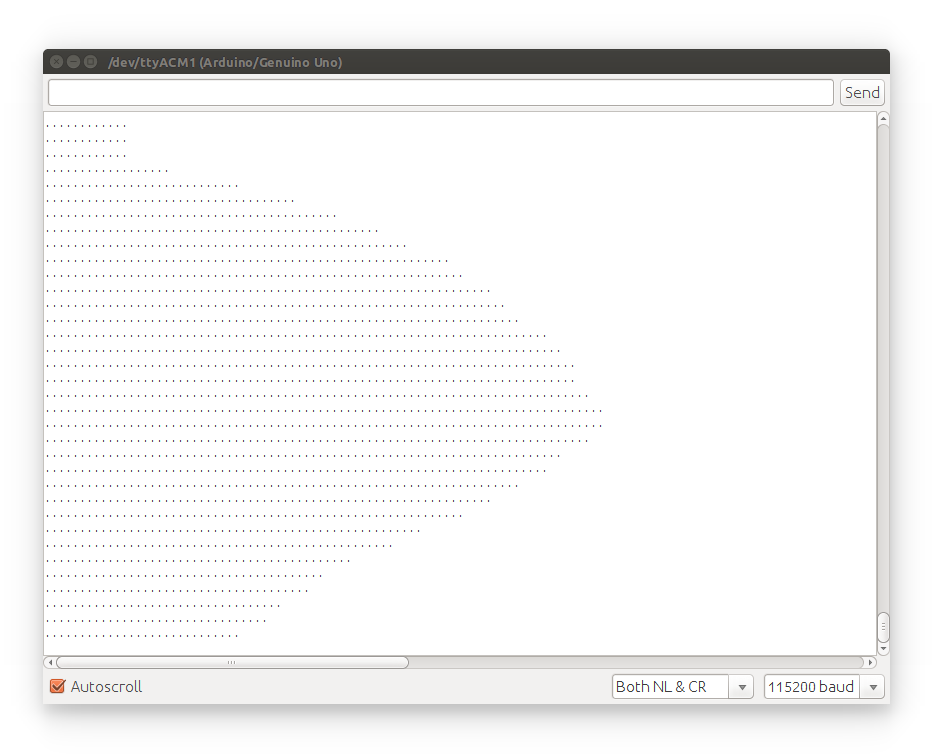 /dev/ttyACM1 (Arduino/Genuino Uno)
Send
Autoscroll
Both NL & CR
115200 baud